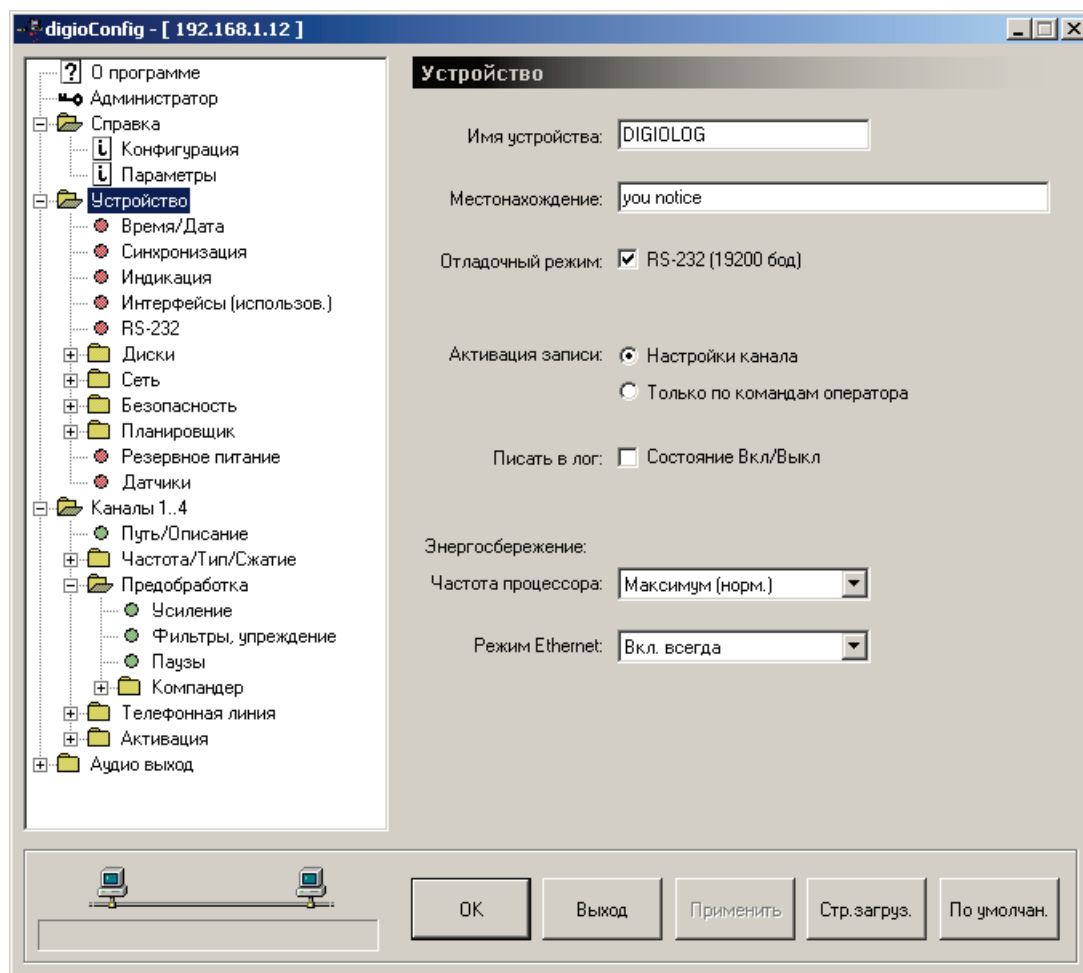 digioConfig - [ 192.168.1.12 ]
О программе
Администратор
Справка
Конфигурация
Параметры
Устройство
Время/Дата
Синхронизация
Индикация
Интерфейсы (использов.)
RS-232
Диски
Сеть
Безопасность
Планировщик
Резервное питание
Датчики
Каналы 1..4
Путь/Описание
Частота/Тип/Сжатие
Предобработка
Усиление
Фильтры, упреждение
Паузы
Компандер
Телефонная линия
Активация
Аудио выход
Устройство
Имя устройства: DIGIOLOG
Местонахождение: you notice
Отладочный режим: RS-232 (19200 бод)
Активация записи: Настройки канала
Только по командам оператора
Писать в лог: Состояние Вкл/Выкл
Энергосбережение:
Частота процессора: Максимум (норм.)
Режим Ethernet: Вкл. всегда
OK Выход Применить Стр.загруз. По умолчан.